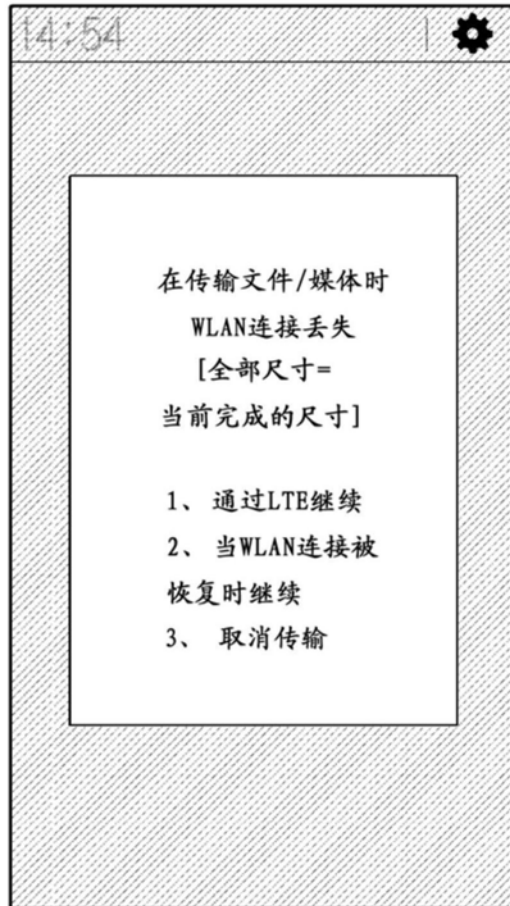 14:54
在传输文件/媒体时
WLAN连接丢失
[全部尺寸=
当前完成的尺寸]
1、 通过LTE继续
2、 当WLAN连接被
恢复时继续
3、 取消传输